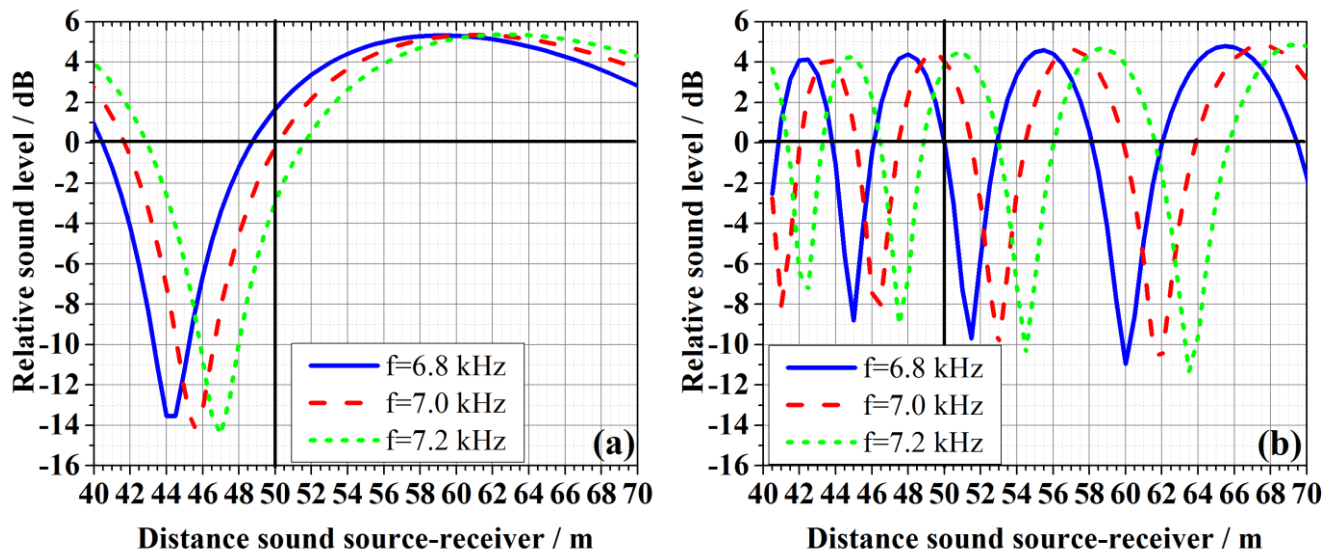 Relative sound level / dB
6
4
2
0
-2
-4
-6
-8
-10
-12
-14
-16
f=6.8 kHz
f=7.0 kHz
f=7.2 kHz
(a)
40 42 44 46 48 50 52 54 56 58 60 62 64 66 68 70
Distance sound source-receiver / m
Relative sound level / dB
6
4
2
0
-2
-4
-6
-8
-10
-12
-14
-16
f=6.8 kHz
f=7.0 kHz
f=7.2 kHz
(b)
40 42 44 46 48 50 52 54 56 58 60 62 64 66 68 70
Distance sound source-receiver / m